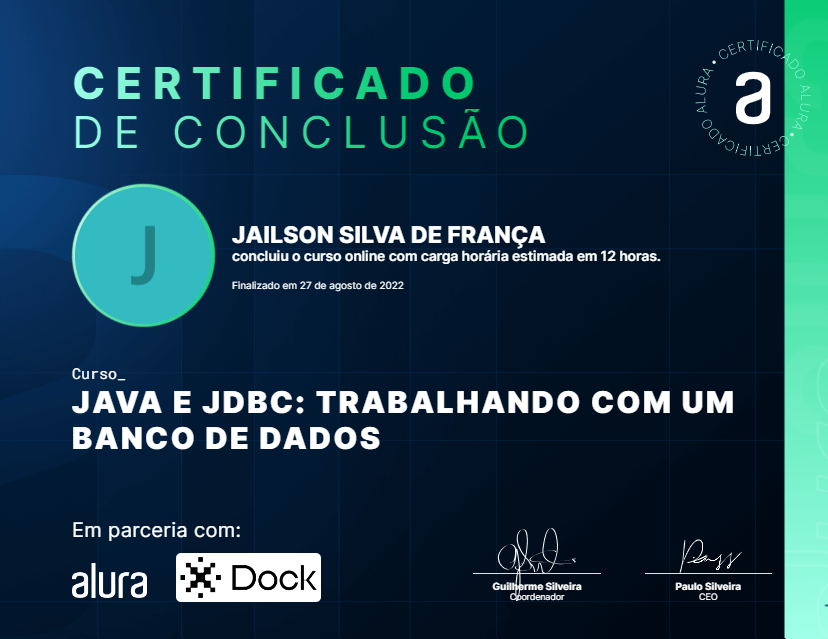 CERTIFICADO
DE CONCLUSÃO
CERTIFICADO ALURA • CERTIFICADO ALURA •
a
J
JAILSON SILVA DE FRANÇA
concluiu o curso online com carga horária estimada em 12 horas.
Finalizado em 27 de agosto de 2022
Curso_
JAVA E JDBC: TRABALHANDO COM UM
BANCO DE DADOS
Em parceria com:
alura
Dock
Guilherme Silveira
Coordenador
Paulo Silveira
CEO